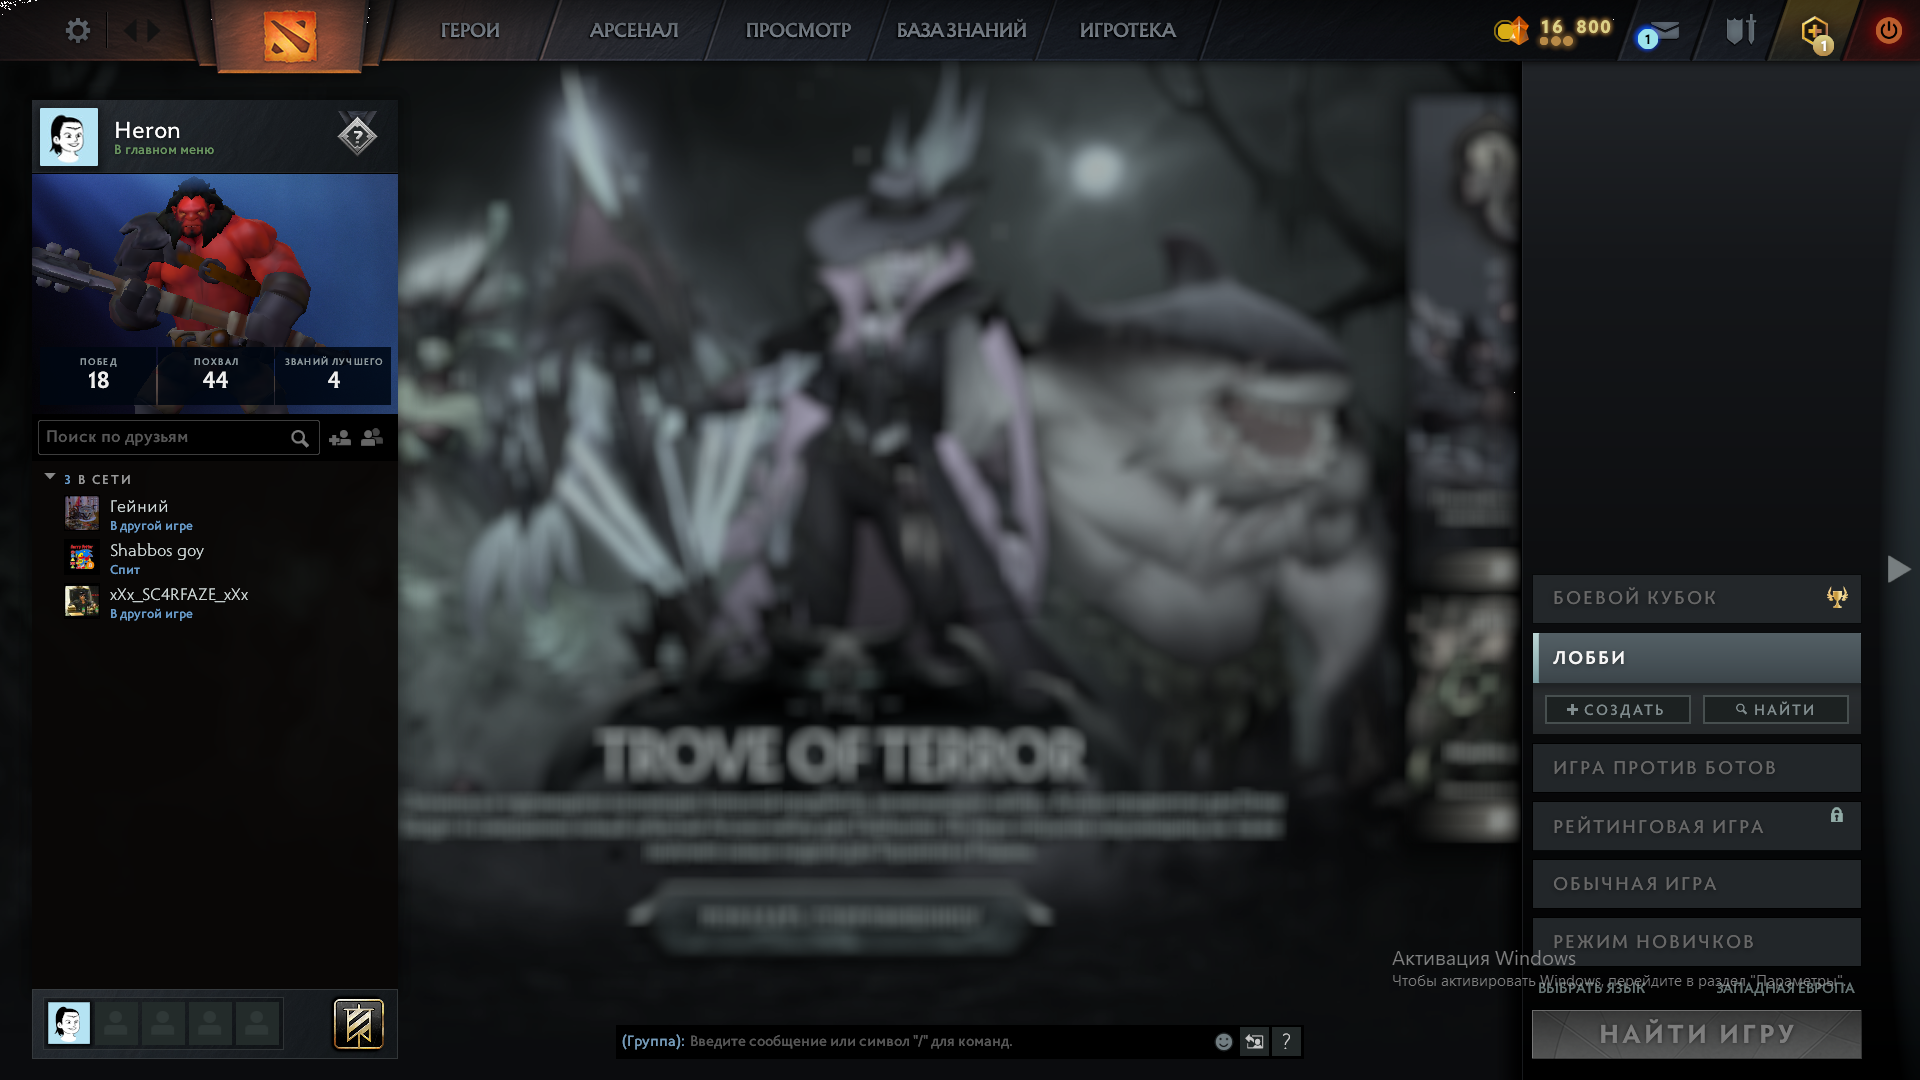 ГЕРОИ
АРСЕНАЛ
ПРОСМОТР
БАЗА ЗНАНИЙ
ИГРОТЕКА
16 800
1
1
Heron
В главном меню
?
ПОБЕД
18
ПОХВАЛ
44
ЗВАНИЙ ЛУЧШЕГО
4
Поиск по друзьям
3 В СЕТИ
Гейний
В другой игре
Shabbos goy
Спит
xXx_SC4RFAZE_xXx
В другой игре
TROVE OF TERROR
БОЕВОЙ КУБОК
ЛОББИ
СОЗДАТЬ
НАЙТИ
ИГРА ПРОТИВ БОТОВ
РЕЙТИНГОВАЯ ИГРА
ОБЫЧНАЯ ИГРА
РЕЖИМ НОВИЧКОВ
Активация Windows
Чтобы активировать Windows, перейдите в раздел "Параметры".
ВЫБРАТЬ ЯЗЫК
ЗАПАДНАЯ ЕВРОПА
НАЙТИ ИГРУ
(Группа): Введите сообщение или символ "/" для команд.
?